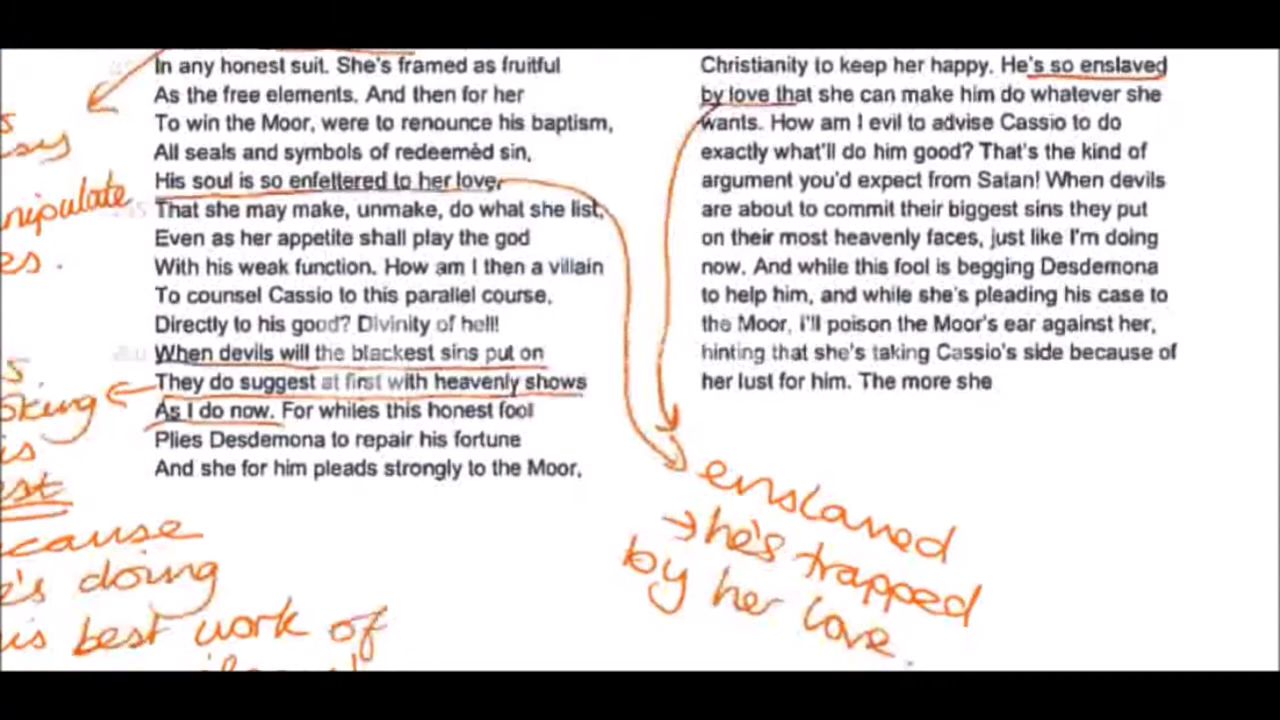 In any honest suit. She's framed as fruitful
As the free elements. And then for her
To win the Moor, were to renounce his baptism,
All seals and symbols of redeemèd sin,
His soul is so enfettered to her love,
That she may make, unmake, do what she list,
Even as her appetite shall play the god
With his weak function. How am I then a villain
To counsel Cassio to this parallel course,
Directly to his good? Divinity of hell!
When devils will the blackest sins put on
They do suggest at first with heavenly shows
As I do now. For whiles this honest fool
Plies Desdemona to repair his fortune
And she for him pleads strongly to the Moor,
Christianity to keep her happy. He's so enslaved
by love that she can make him do whatever she
wants. How am I evil to advise Cassio to do
exactly what'll do him good? That's the kind of
argument you'd expect from Satan! When devils
are about to commit their biggest sins they put
on their most heavenly faces, just like I'm doing
now. And while this fool is begging Desdemona
to help him, and while she's pleading his case to
the Moor, I'll poison the Moor's ear against her,
hinting that she's taking Cassio's side because of
her lust for him. The more she
enslaved
→ he's trapped
by her love.
nipulate
es.
oking
is
est
ecause
e's doing
is best work of